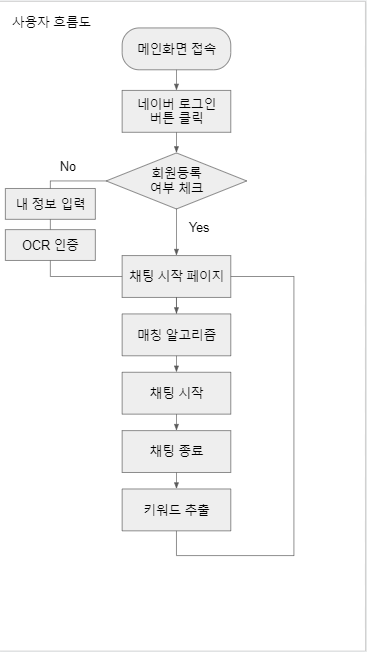 사용자 흐름도
메인화면 접속
네이버 로그인
버튼 클릭
회원등록
여부 체크
No
내 정보 입력
OCR 인증
Yes
채팅 시작 페이지
매칭 알고리즘
채팅 시작
채팅 종료
키워드 추출